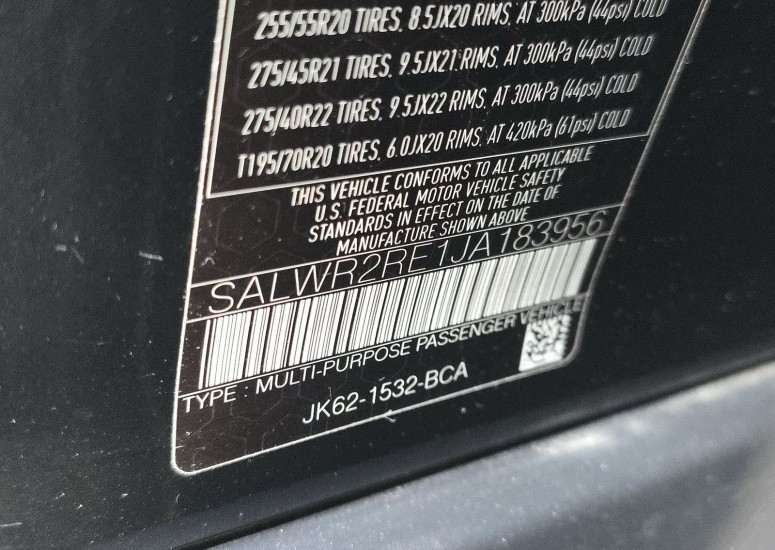 255/55R20 TIRES, 8.5JX20 RIMS, AT 300kPa (44psi) COLD
275/45R21 TIRES, 9.5JX21 RIMS, AT 300kPa (44psi) COLD
275/40R22 TIRES, 9.5JX22 RIMS, AT 300kPa (44psi) COLD
T195/70R20 TIRES, 6.0JX20 RIMS, AT 420kPa (61psi) COLD
THIS VEHICLE CONFORMS TO ALL APPLICABLE
U.S. FEDERAL MOTOR VEHICLE SAFETY
STANDARDS IN EFFECT ON THE DATE OF
MANUFACTURE SHOWN ABOVE
SALWR2RE1JA183956
TYPE : MULTI-PURPOSE PASSENGER VEHICLE
JK62-1532-BCA